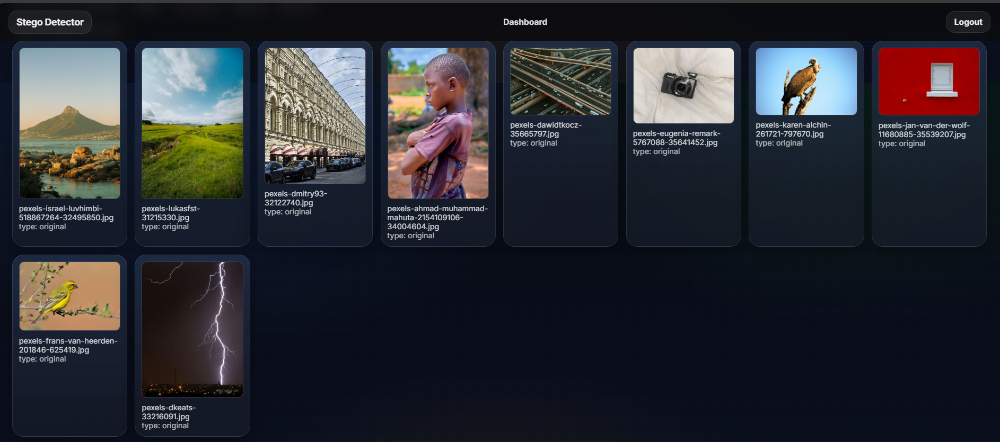 Stego Detector
Dashboard
Logout
pexels-israel-luvhimbi-
518867264-32495850.jpg
type: original
pexels-lukasfst-
31215330.jpg
type: original
pexels-dmitry93-
32122740.jpg
type: original
pexels-ahmad-muhammad-
mahuta-2154109106-
34004604.jpg
type: original
pexels-dawidtkocz-
35665797.jpg
type: original
pexels-eugenia-remark-
5767088-35641452.jpg
type: original
pexels-karen-alchin-
261721-797670.jpg
type: original
pexels-jan-van-der-wolf-
11680885-35539207.jpg
type: original
pexels-frans-van-heerden-
201846-625419.jpg
type: original
pexels-dkeats-
33216091.jpg
type: original